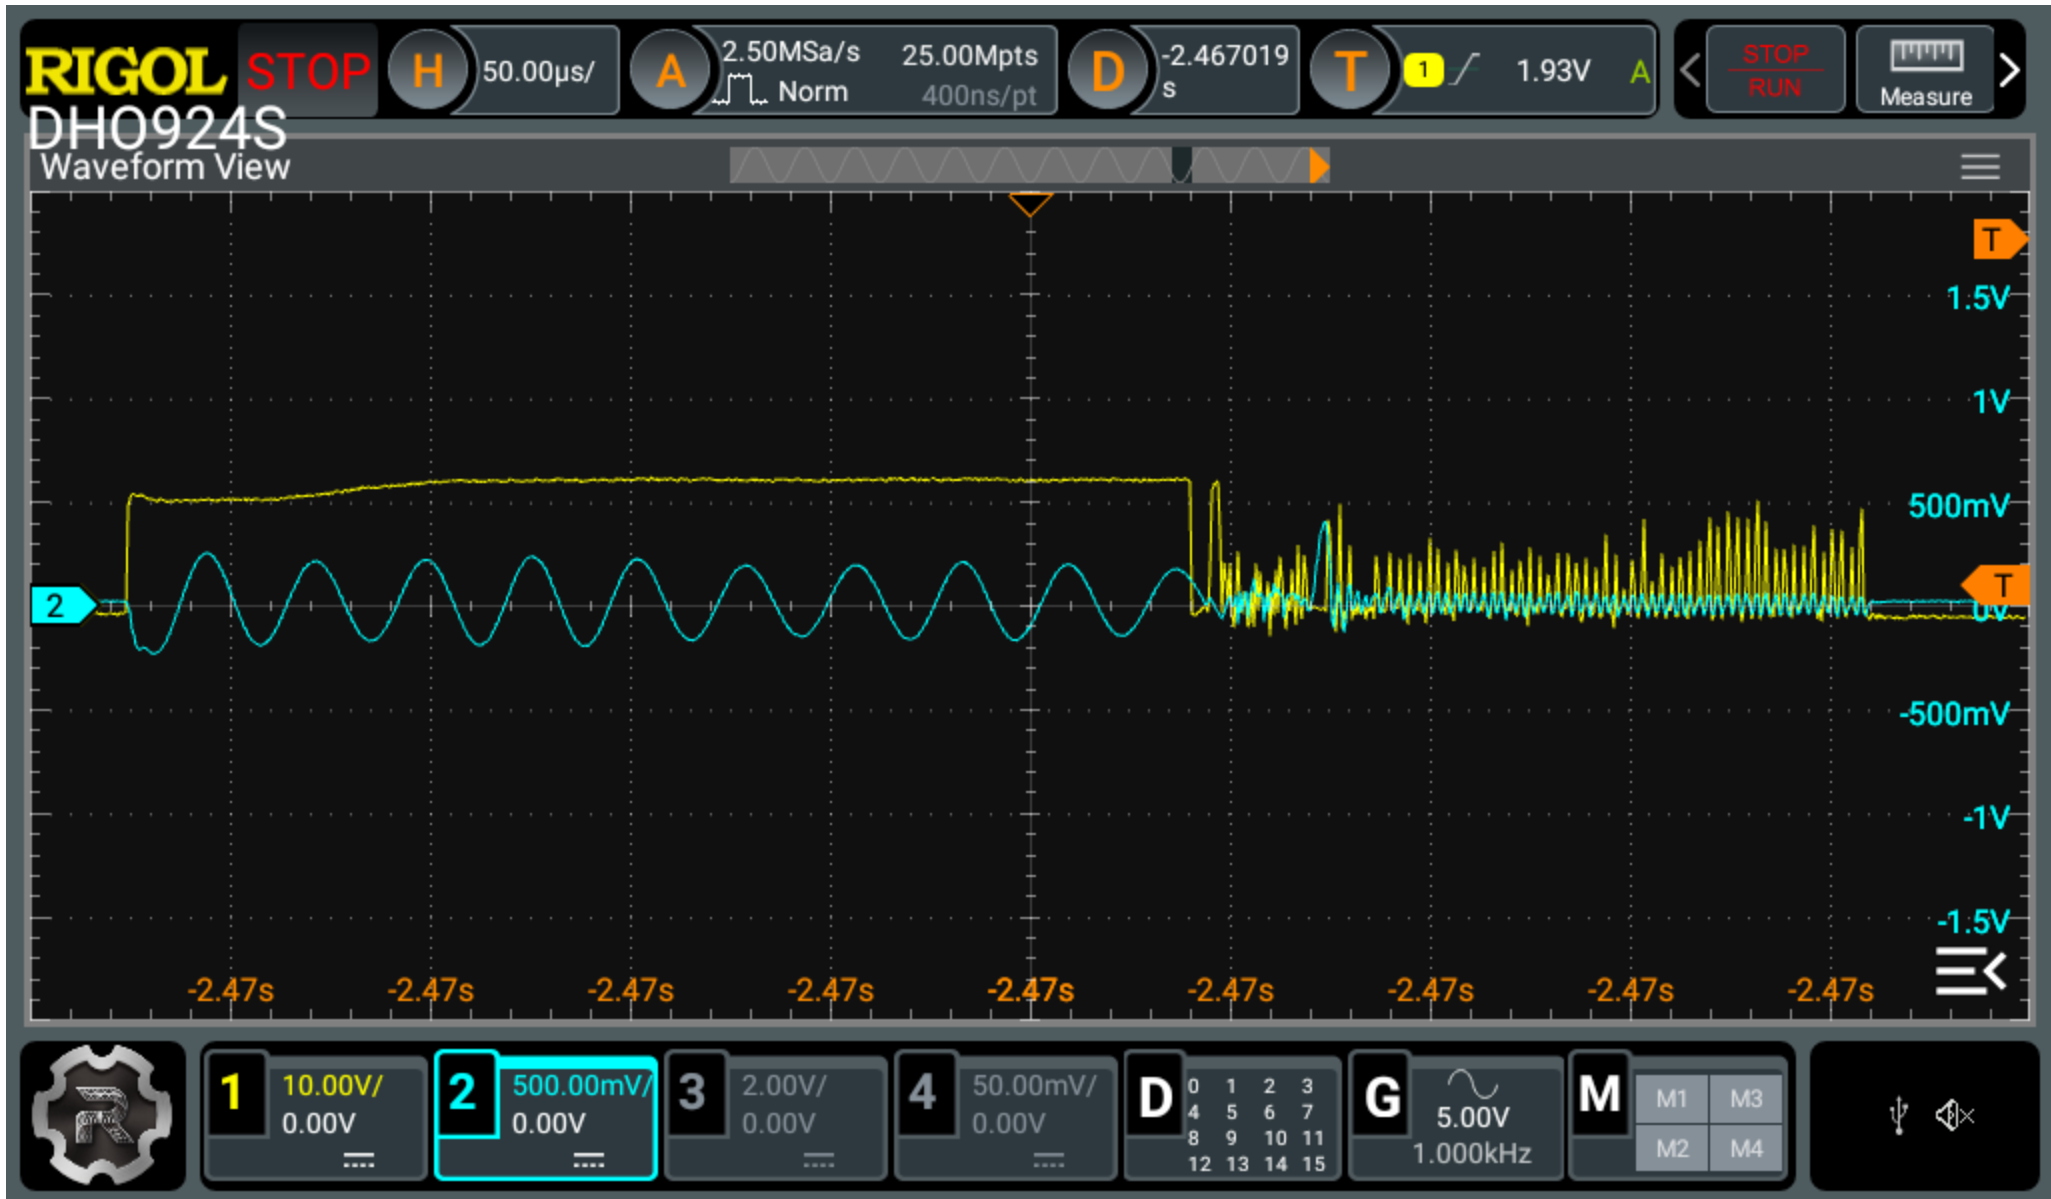 RIGOL STOP H 50.00µs/ A 2.50MSa/s 25.00Mpts D -2.467019 T 1 1.93V A STOP
Norm 400ns/pt s RUN Measure
DHO924S
Waveform View
T
1.5V
1V
500mV
2 T
0V
-500mV
-1V
-1.5V
-2.47s -2.47s -2.47s -2.47s -2.47s -2.47s -2.47s -2.47s -2.47s
1 10.00V/ 2 500.00mV/ 3 2.00V/ 4 50.00mV/ D 0 1 2 3 G M M1 M3
0.00V 0.00V 0.00V 0.00V 4 5 6 7 5.00V
8 9 10 11 1.000kHz M2 M4
12 13 14 15
R